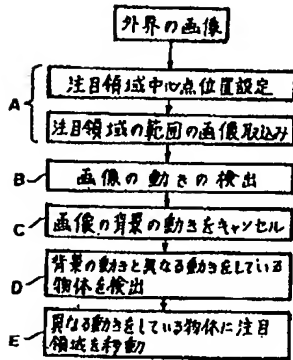 外界の画像
A
注目領域中心点位置設定
注目領域の範囲の画像取込み
B
画像の動きの検出
C
画像の背景の動きをキャンセル
D
背景の動きと異なる動きをしている
物体を検出
E
異なる動きをしている物体に注目
領域を移動